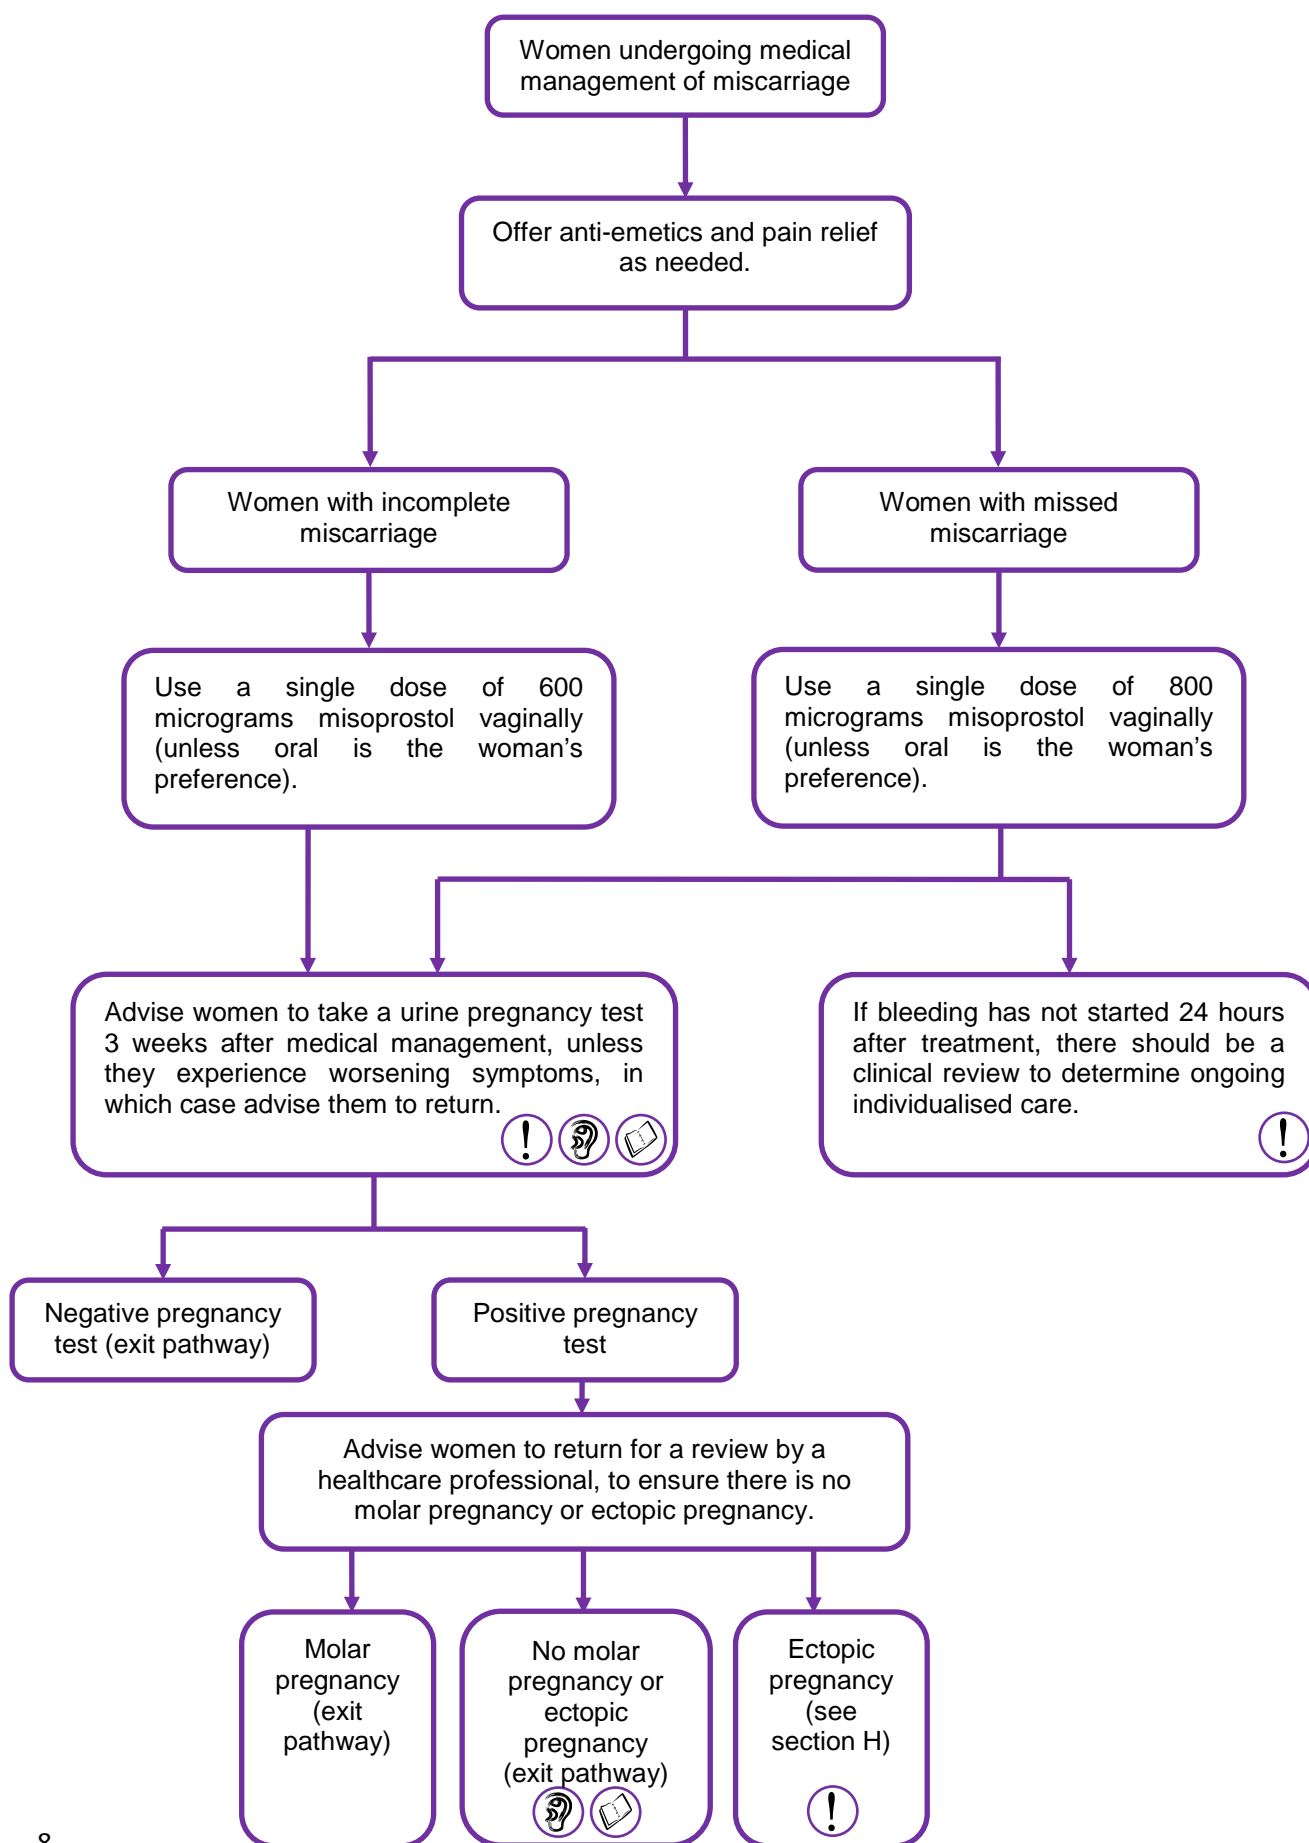 Women undergoing medical
management of miscarriage
Offer anti-emetics and pain relief
as needed.
Women with incomplete
miscarriage
Women with missed
miscarriage
Use a single dose of 600
micrograms misoprostol vaginally
(unless oral is the woman’s
preference).
Use a single dose of 800
micrograms misoprostol vaginally
(unless oral is the woman’s
preference).
Advise women to take a urine pregnancy test
3 weeks after medical management, unless
they experience worsening symptoms, in
which case advise them to return.
If bleeding has not started 24 hours
after treatment, there should be a
clinical review to determine ongoing
individualised care.
Negative pregnancy
test (exit pathway)
Positive pregnancy
test
Advise women to return for a review by a
healthcare professional, to ensure there is no
molar pregnancy or ectopic pregnancy.
Molar
pregnancy
(exit
pathway)
No molar
pregnancy or
ectopic
pregnancy
(exit pathway)
Ectopic
pregnancy
(see
section H)
8